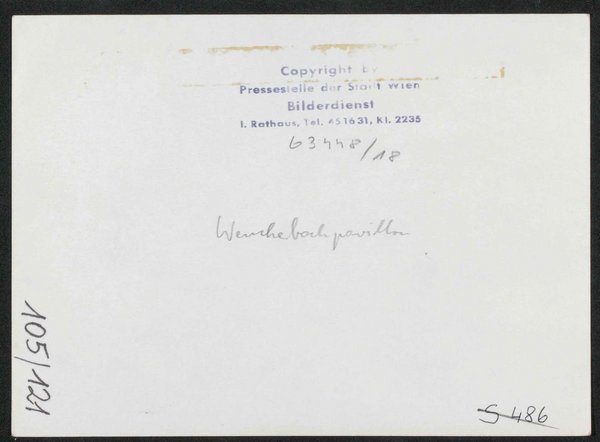 Copyright by
Pressestelle der Stadt Wien
Bilderdienst
I. Rathaus, Tel. 451631, Kl. 2235
63448/18
Wenckebachpavillon
105/121
S 486